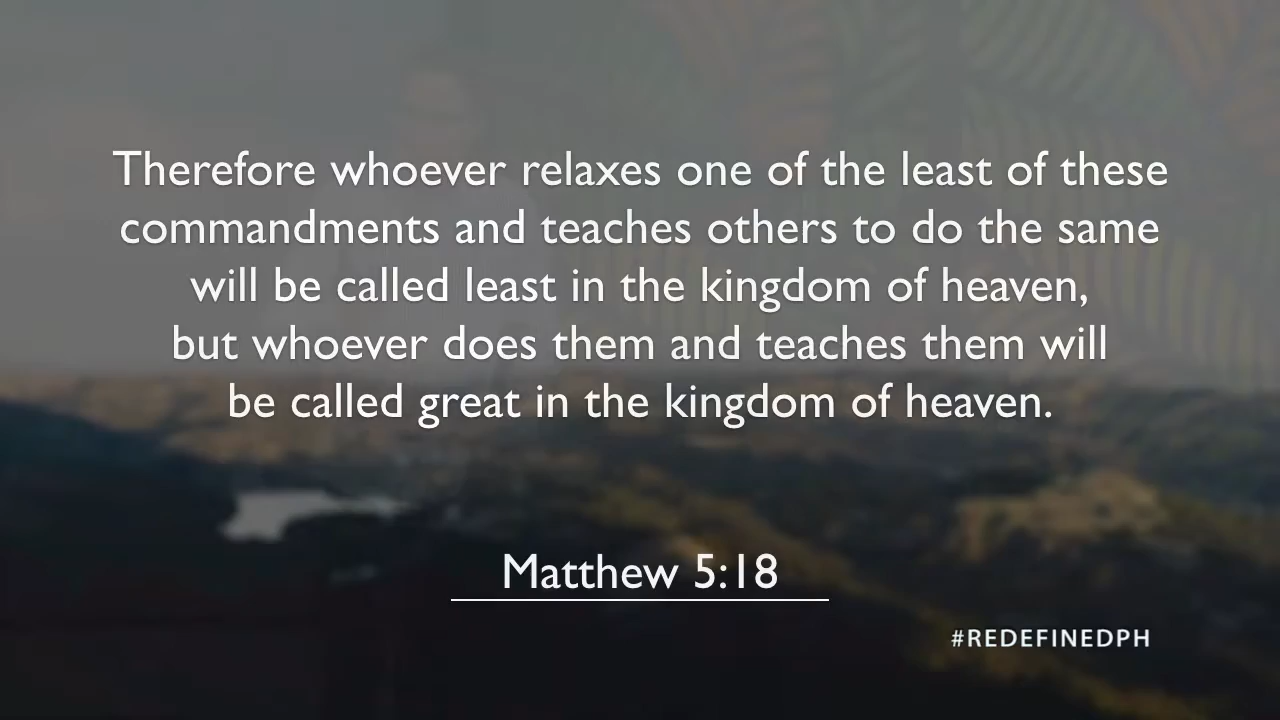 Therefore whoever relaxes one of the least of these
commandments and teaches others to do the same
will be called least in the kingdom of heaven,
but whoever does them and teaches them will
be called great in the kingdom of heaven.
Matthew 5:18
#REDEFINEDPH